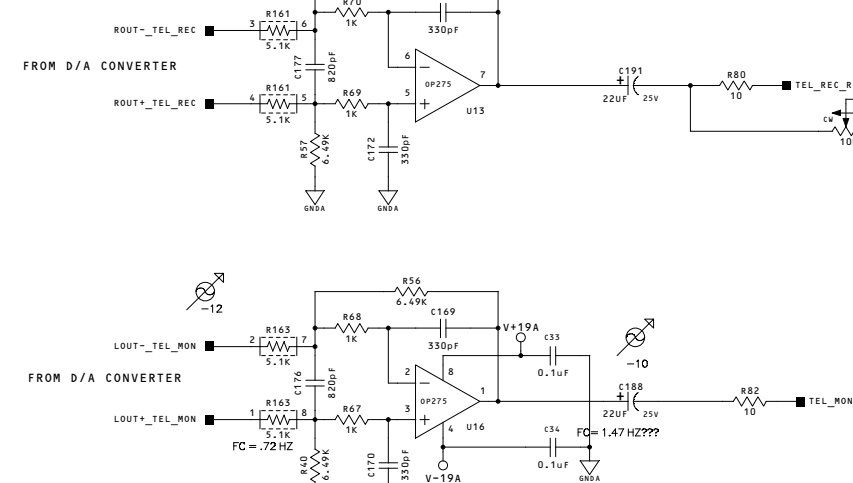 R70
1K
330pF
ROUT-_TEL_REC
3
R161
6
5.1K
FROM D/A CONVERTER
C177
820pF
6
OP275
7
5
U13
C191
22UF
25V
R80
10
TEL_REC_R
CW
10
ROUT+_TEL_REC
4
R161
5
5.1K
R69
1K
R57
6.49K
C172
330pF
GNDA
GNDA
-12
R56
6.49K
LOUT-_TEL_MON
2
R163
7
5.1K
R68
1K
C169
330pF
V+19A
C33
0.1uF
-10
FROM D/A CONVERTER
C176
820pF
2
8
OP275
1
3
4
U16
C188
22UF
25V
R82
10
TEL_MON
LOUT+_TEL_MON
1
R163
8
5.1K
FC = .72 HZ
R67
1K
C34
0.1uF
FC = 1.47 HZ???
R40
6.49K
C170
330pF
V-19A
GNDA